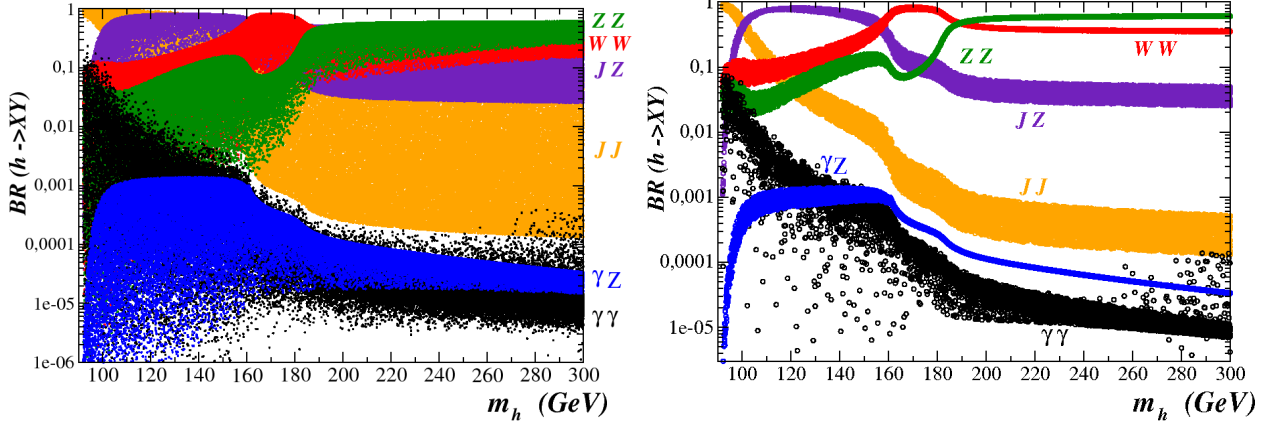 BR (h ->XY)
1
0,1
0,01
0,001
0,0001
1e-05
1e-06
100 120 140 160 180 200 220 240 260 280 300
m_h (GeV)
Z Z
W W
J Z
J J
γ Z
γ γ
BR (h ->XY)
1
0,1
0,01
0,001
0,0001
1e-05
100 120 140 160 180 200 220 240 260 280 300
m_h (GeV)
W W
Z Z
J Z
γ Z
J J
γ γ